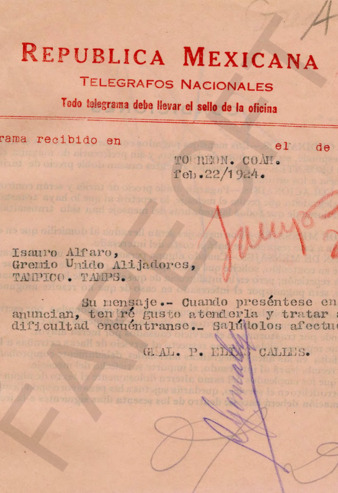 REPUBLICA MEXICANA
TELEGRAFOS NACIONALES
Todo telegrama debe llevar el sello de la oficina
rama recibido en el de
TORREON. COAH.
feb.22/1924.
Isauro Alfaro,
Gremio Unido Alijadores,
TAMPICO. TAMPS.
Su mensaje.- Cuando preséntese en
anuncian, tendré gusto atenderla y tratar
dificultad encuéntranse.- Salúdolos afectu
GRAL. P. ELIAS CALLES.
FAPECFT